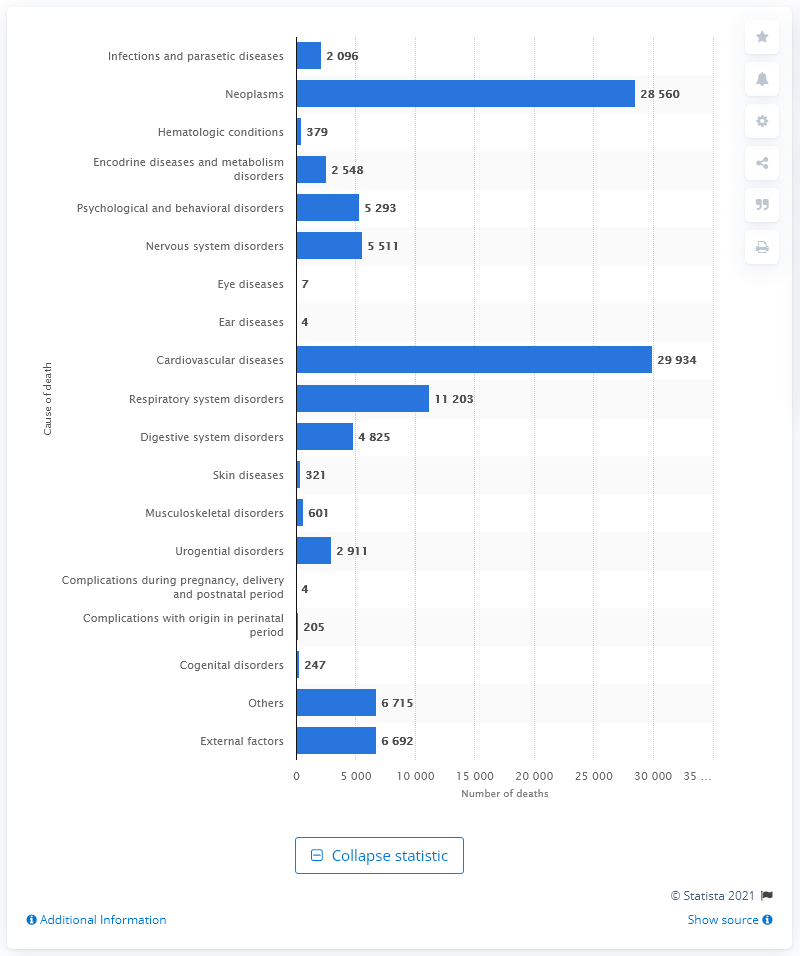 Infections and parasetic diseases 2 096
Neoplasms 28 560
Hematologic conditions 379
Encodrine diseases and metabolism
disorders 2 548
Psychological and behavioral disorders 5 293
Nervous system disorders 5 511
Eye diseases 7
Ear diseases 4
Cardiovascular diseases 29 934
Cause of death
Respiratory system disorders 11 203
Digestive system disorders 4 825
Skin diseases 321
Musculoskeletal disorders 601
Urogential disorders 2 911
Complications during pregnancy, delivery
and postnatal period 4
Complications with origin in perinatal
period 205
Cogenital disorders 247
Others 6 715
External factors 6 692
0 5 000 10 000 15 000 20 000 25 000 30 000 35 ...
Number of deaths
Collapse statistic
© Statista 2021
Additional Information
Show source